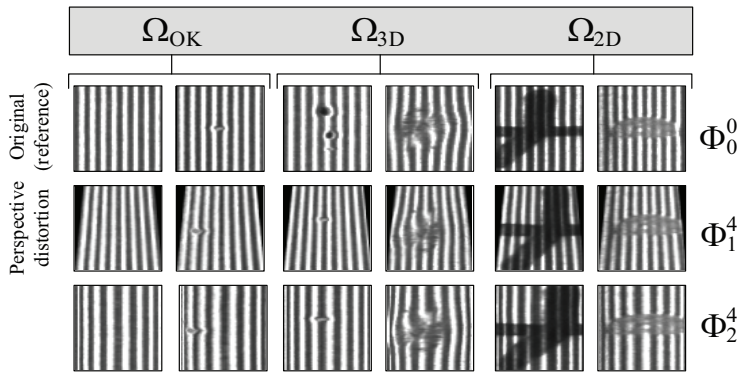 Ω_OK Ω_3D Ω_2D
Original
(reference)
Φ_0^0
Perspective
distortion
Φ_1^4
Φ_2^4